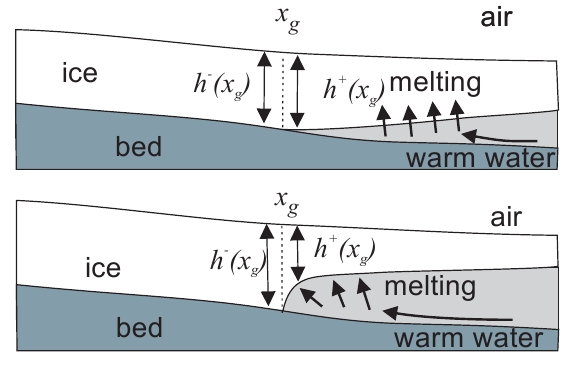 x_g
air
ice
h⁻(x_g)
h⁺(x_g)
melting
bed
warm water
x_g
air
h⁻(x_g)
h⁺(x_g)
ice
melting
bed
warm water